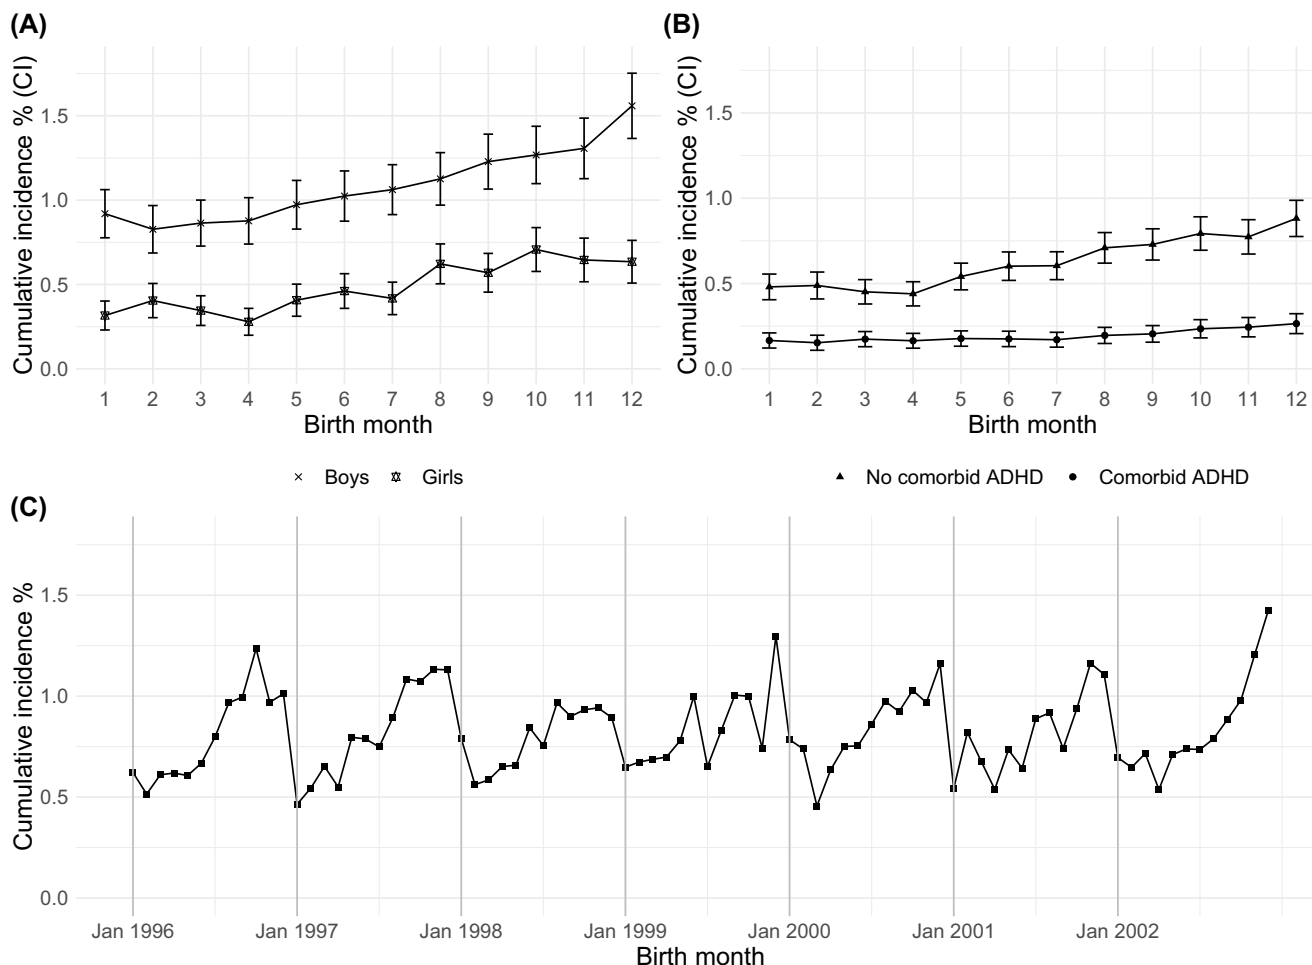 (A)
Cumulative incidence % (CI)
1.5
1.0
0.5
0.0
1 2 3 4 5 6 7 8 9 10 11 12
Birth month
Boys Girls
(B)
Cumulative incidence % (CI)
1.5
1.0
0.5
0.0
1 2 3 4 5 6 7 8 9 10 11 12
Birth month
No comorbid ADHD Comorbid ADHD
(C)
Cumulative incidence %
1.5
1.0
0.5
0.0
Jan 1996 Jan 1997 Jan 1998 Jan 1999 Jan 2000 Jan 2001 Jan 2002
Birth month